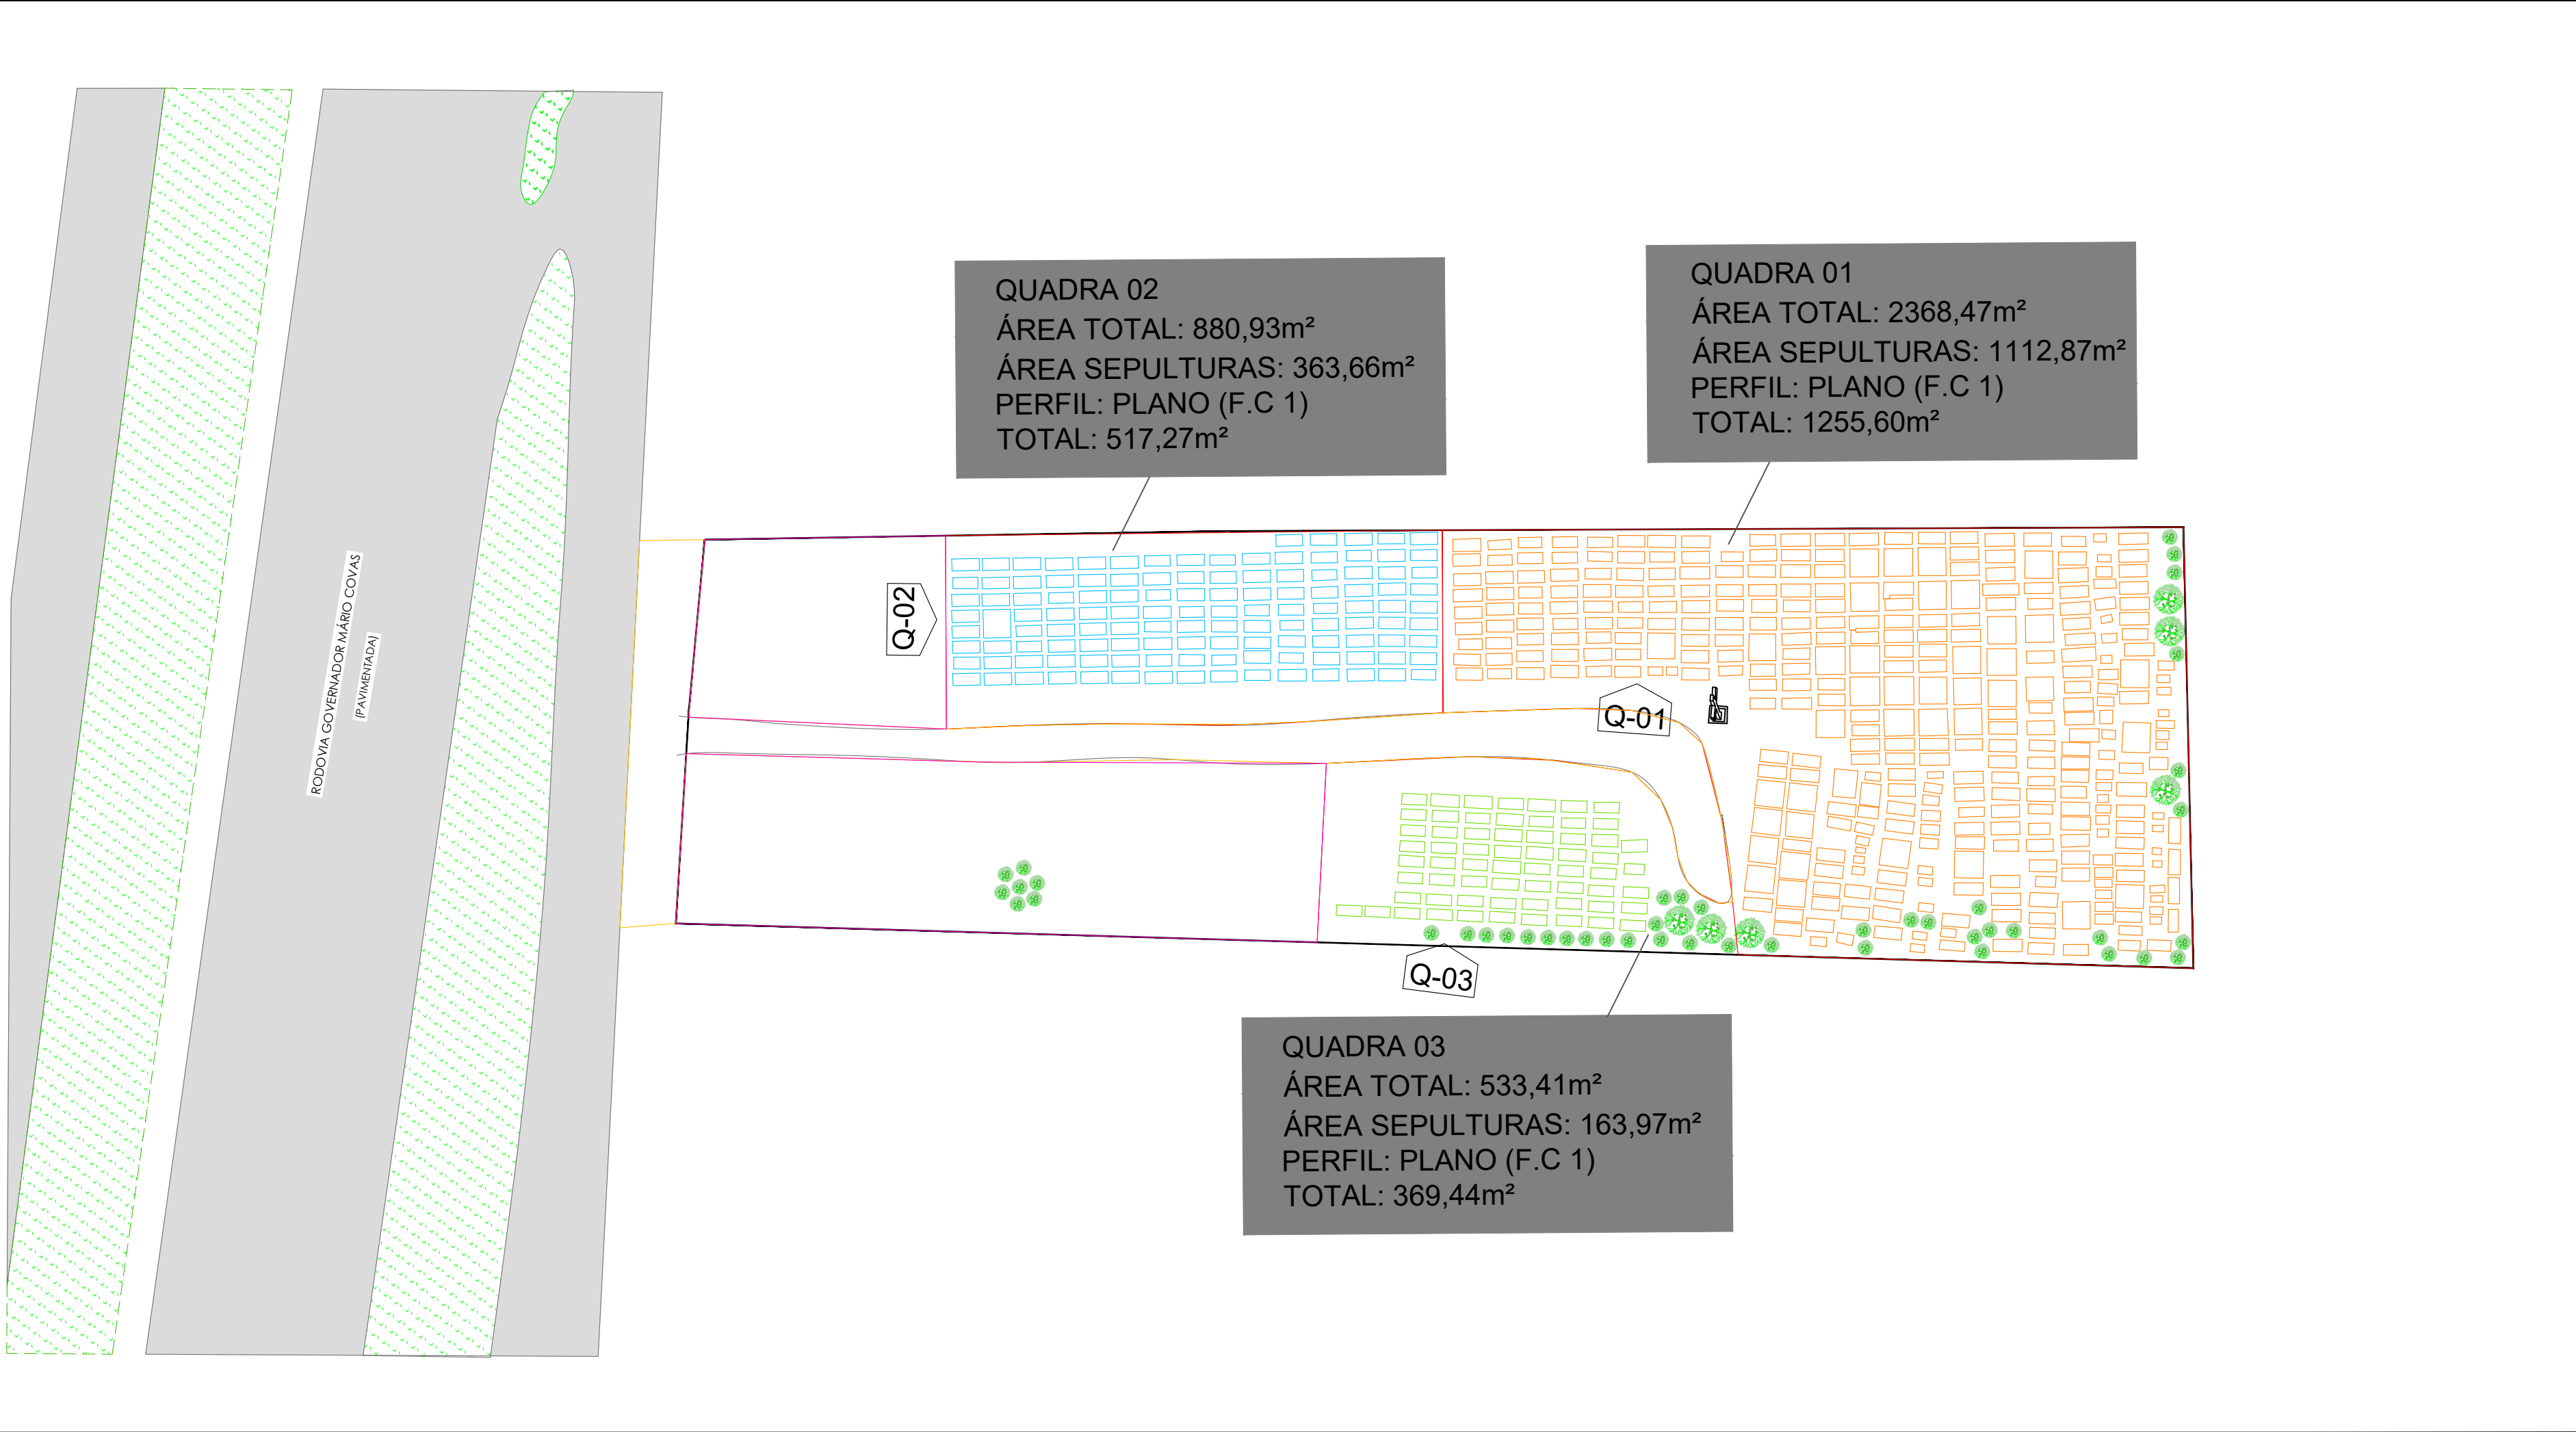 QUADRA 02
ÁREA TOTAL: 880,93m²
ÁREA SEPULTURAS: 363,66m²
PERFIL: PLANO (F.C 1)
TOTAL: 517,27m²
QUADRA 01
ÁREA TOTAL: 2368,47m²
ÁREA SEPULTURAS: 1112,87m²
PERFIL: PLANO (F.C 1)
TOTAL: 1255,60m²
RODOVIA GOVERNADOR MÁRIO COVAS
(PAVIMENTADA)
Q-02
Q-01
Q-03
QUADRA 03
ÁREA TOTAL: 533,41m²
ÁREA SEPULTURAS: 163,97m²
PERFIL: PLANO (F.C 1)
TOTAL: 369,44m²